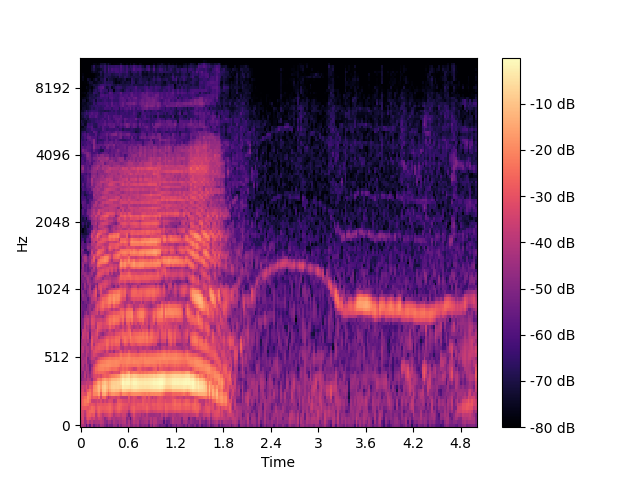 8192
4096
2048
1024
512
0
Hz
0 0.6 1.2 1.8 2.4 3 3.6 4.2 4.8
Time
-10 dB
-20 dB
-30 dB
-40 dB
-50 dB
-60 dB
-70 dB
-80 dB